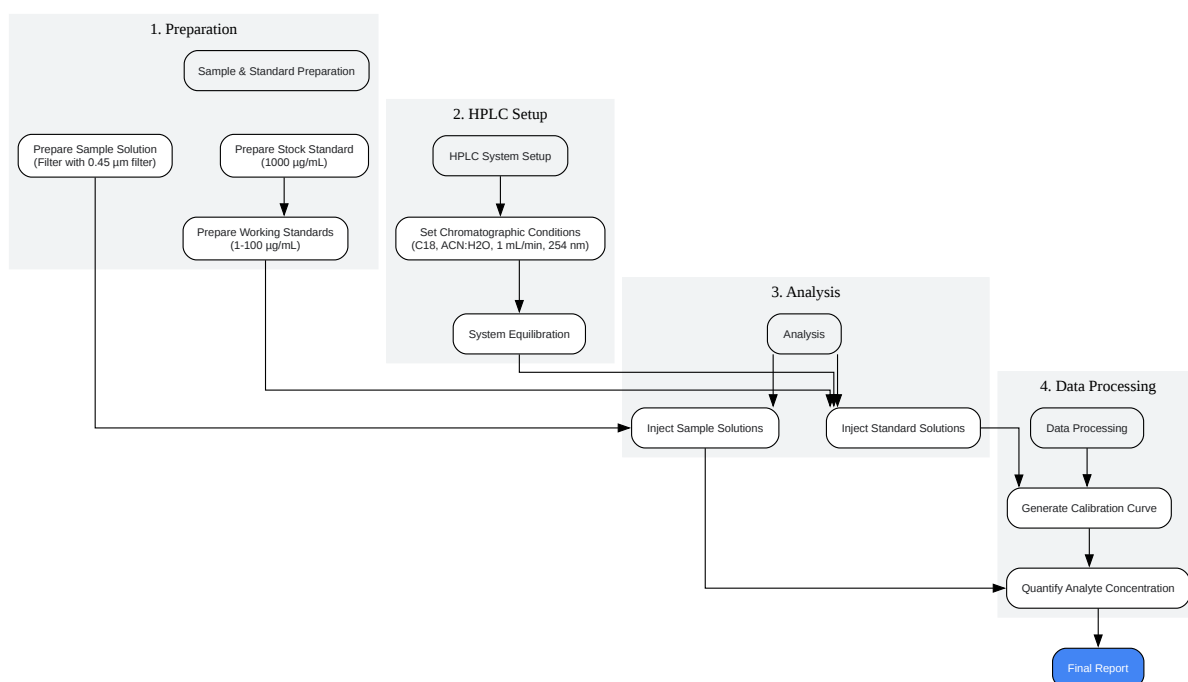 1. Preparation
Sample & Standard Preparation
Prepare Sample Solution
(Filter with 0.45 µm filter)
Prepare Stock Standard
(1000 µg/mL)
Prepare Working Standards
(1-100 µg/mL)
2. HPLC Setup
HPLC System Setup
Set Chromatographic Conditions
(C18, ACN:H2O, 1 mL/min, 254 nm)
System Equilibration
3. Analysis
Analysis
Inject Sample Solutions
Inject Standard Solutions
4. Data Processing
Data Processing
Generate Calibration Curve
Quantify Analyte Concentration
Final Report